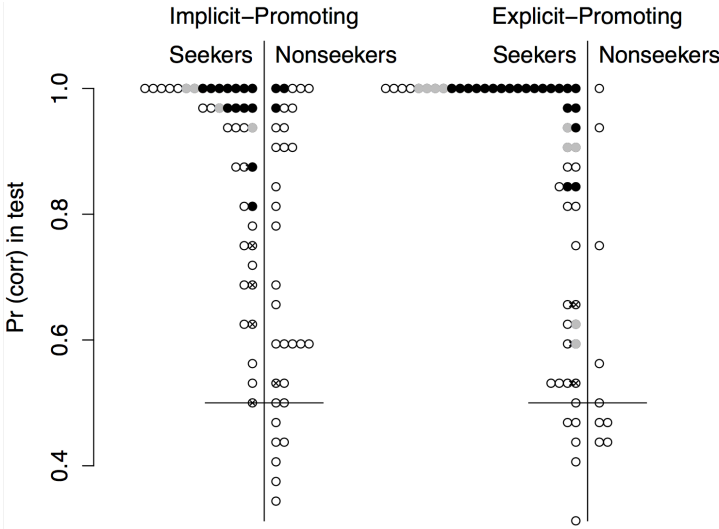 Implicit−Promoting Explicit−Promoting
Seekers Nonseekers Seekers Nonseekers
Pr (corr) in test
1.0
0.8
0.6
0.4